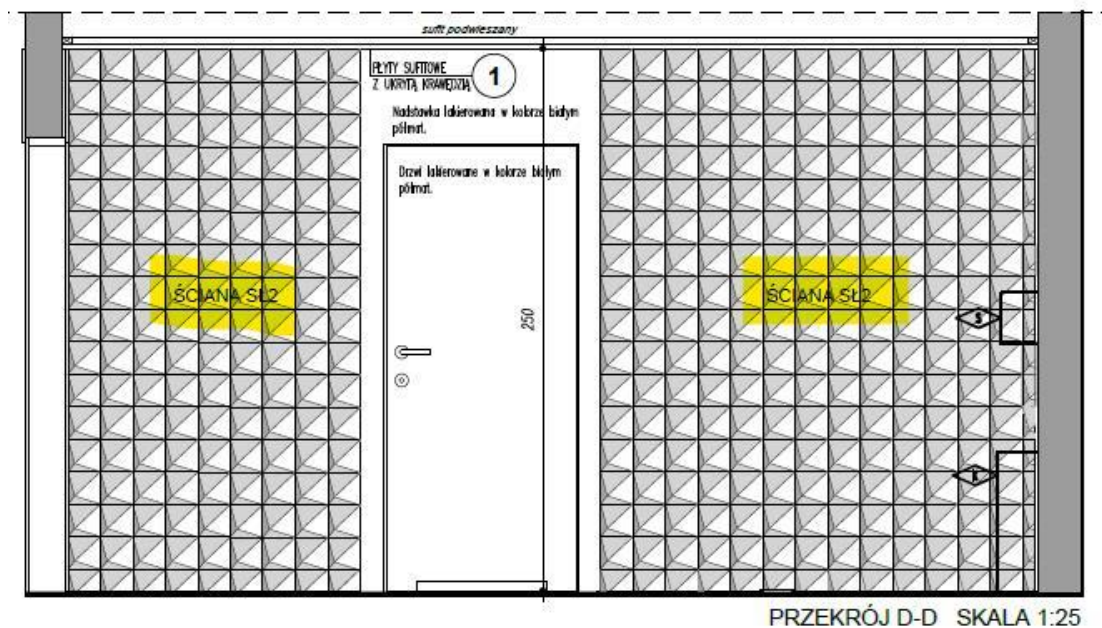 sufit podwieszany
PŁYTY SUFITOWE
Z UKRYTĄ KRAWĘDZIĄ
1
Nadstawka lakierowana w kolorze białym
półmat.
Drzwi lakierowane w kolorze białym
półmat.
ŚCIANA SŁ2
ŚCIANA SŁ2
250
S
K
PRZEKRÓJ D-D SKALA 1:25